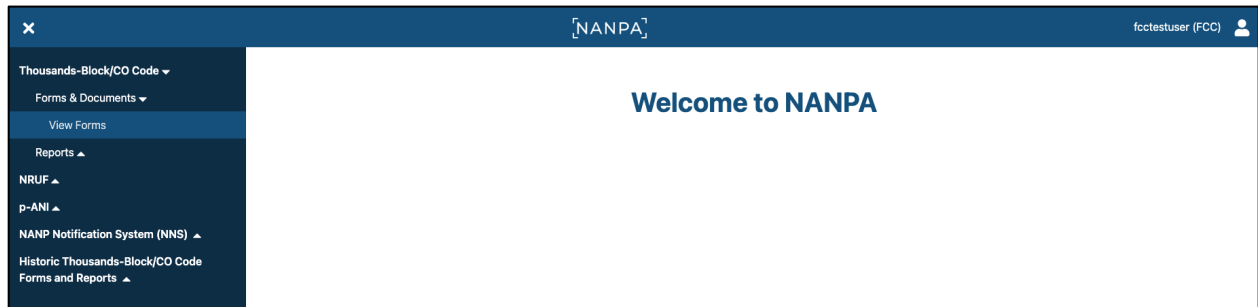 [NANPA]
fcctestuser (FCC)
Thousands-Block/CO Code
Forms & Documents
View Forms
Reports
NRUF
p-ANI
NANP Notification System (NNS)
Historic Thousands-Block/CO Code
Forms and Reports
Welcome to NANPA